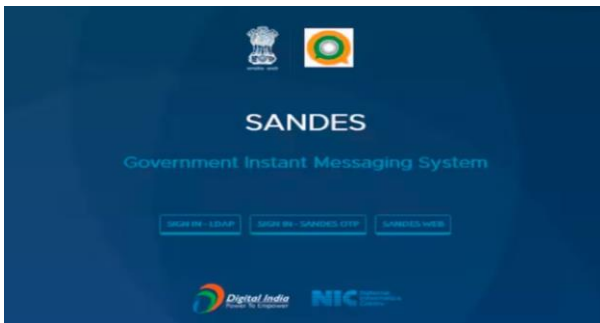 SANDES
Government Instant Messaging System
SIGN IN - LDAP
SIGN IN - SANDES OTP
SANDES WEB
Digital India
Power To Empower
NIC